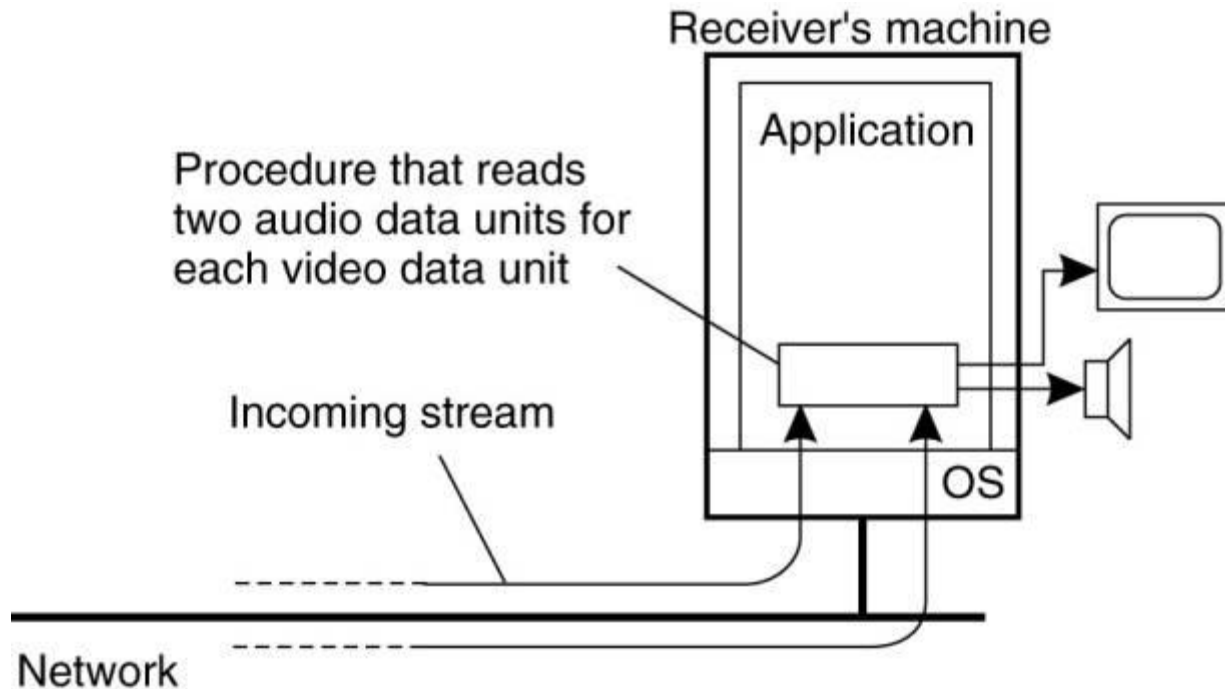 Receiver's machine
Application
Procedure that reads
two audio data units for
each video data unit
Incoming stream
OS
Network